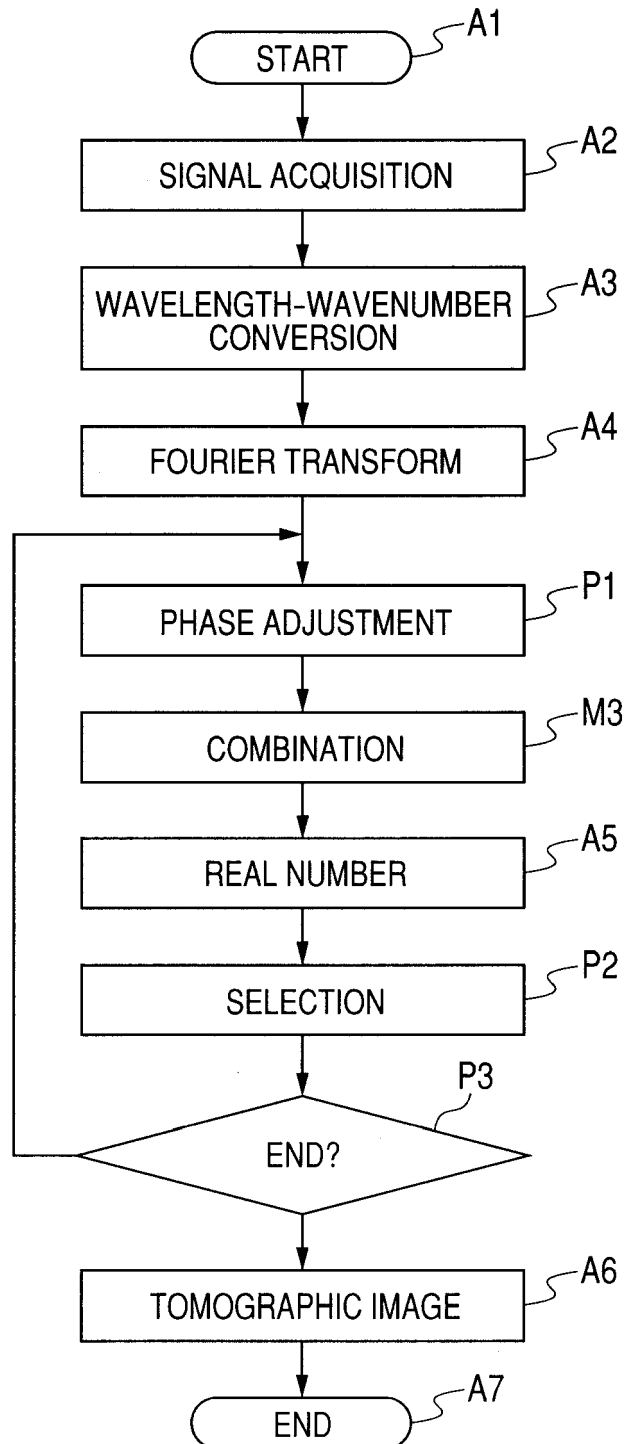 A1
START
A2
SIGNAL ACQUISITION
A3
WAVELENGTH-WAVENUMBER
CONVERSION
A4
FOURIER TRANSFORM
P1
PHASE ADJUSTMENT
M3
COMBINATION
A5
REAL NUMBER
P2
SELECTION
P3
END?
A6
TOMOGRAPHIC IMAGE
A7
END